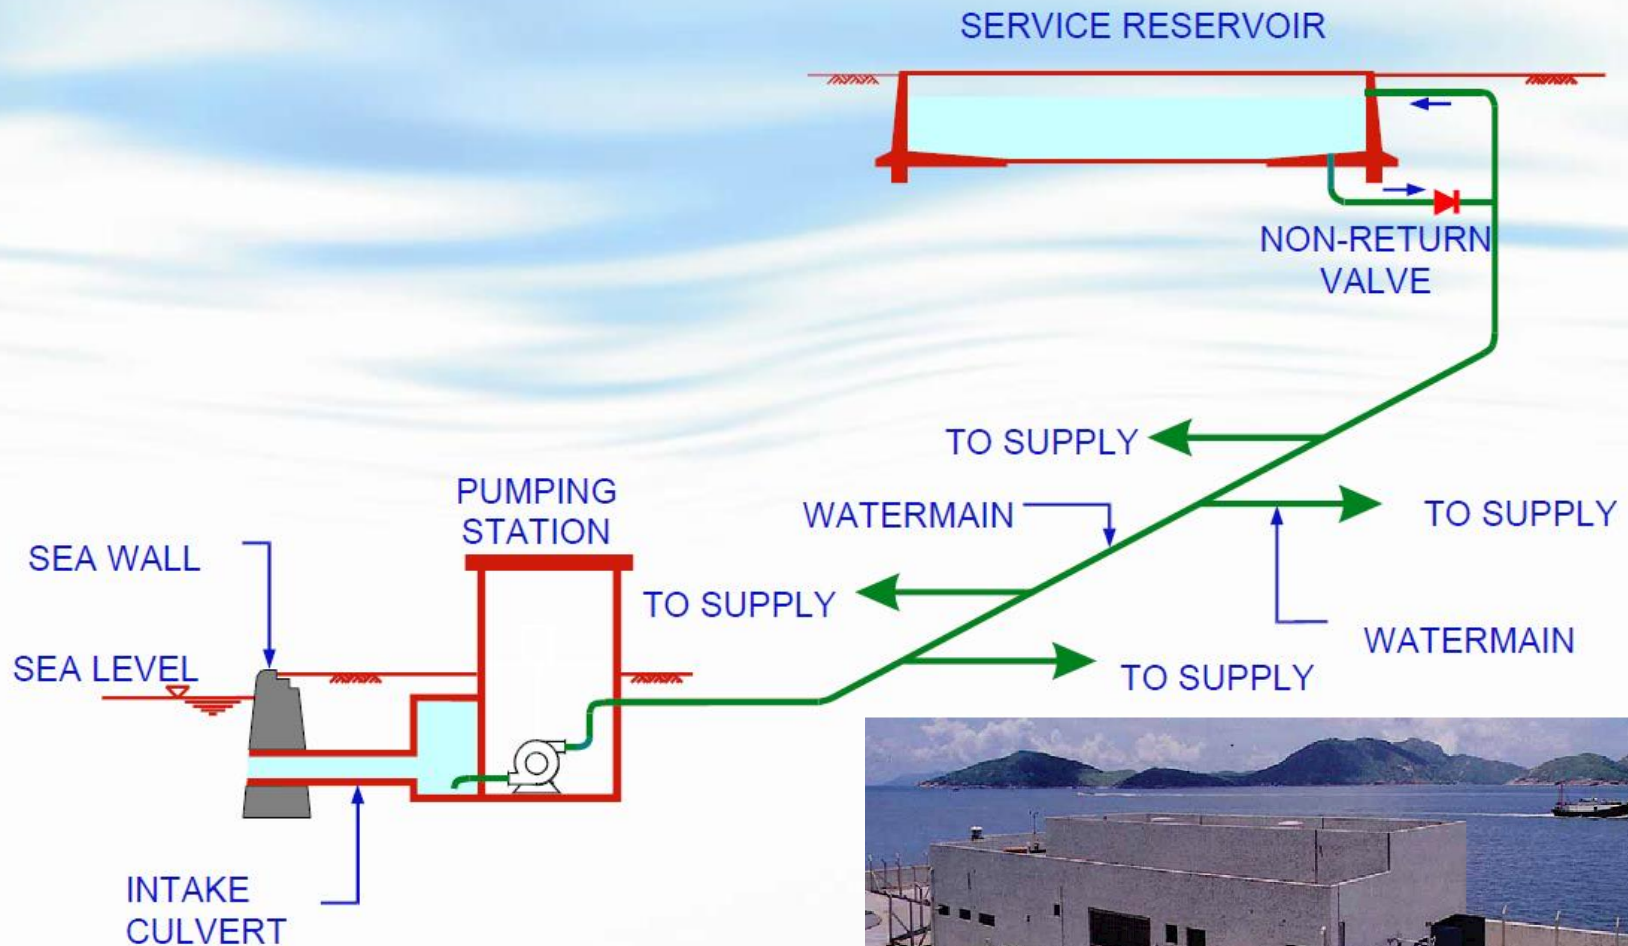 SERVICE RESERVOIR
NON-RETURN
VALVE
TO SUPPLY
PUMPING
STATION
WATERMAIN
TO SUPPLY
SEA WALL
TO SUPPLY
WATERMAIN
SEA LEVEL
TO SUPPLY
INTAKE
CULVERT